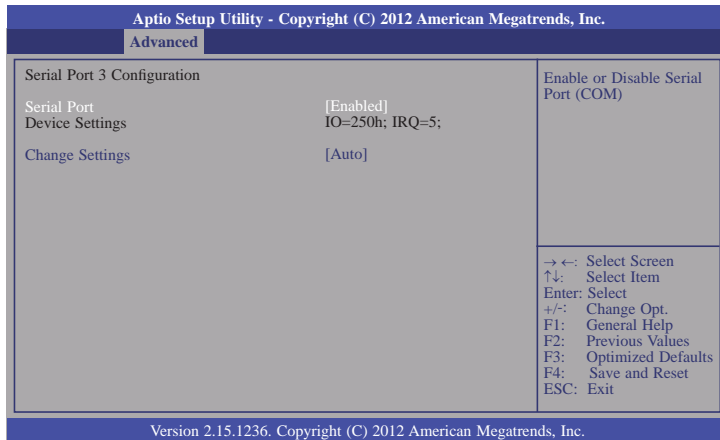 Aptio Setup Utility - Copyright (C) 2012 American Megatrends, Inc.
Advanced
Serial Port 3 Configuration
Serial Port [Enabled]
Device Settings IO=250h; IRQ=5;
Change Settings [Auto]
Enable or Disable Serial
Port (COM)
→ ←: Select Screen
↑↓: Select Item
Enter: Select
+/-: Change Opt.
F1: General Help
F2: Previous Values
F3: Optimized Defaults
F4: Save and Reset
ESC: Exit
Version 2.15.1236. Copyright (C) 2012 American Megatrends, Inc.